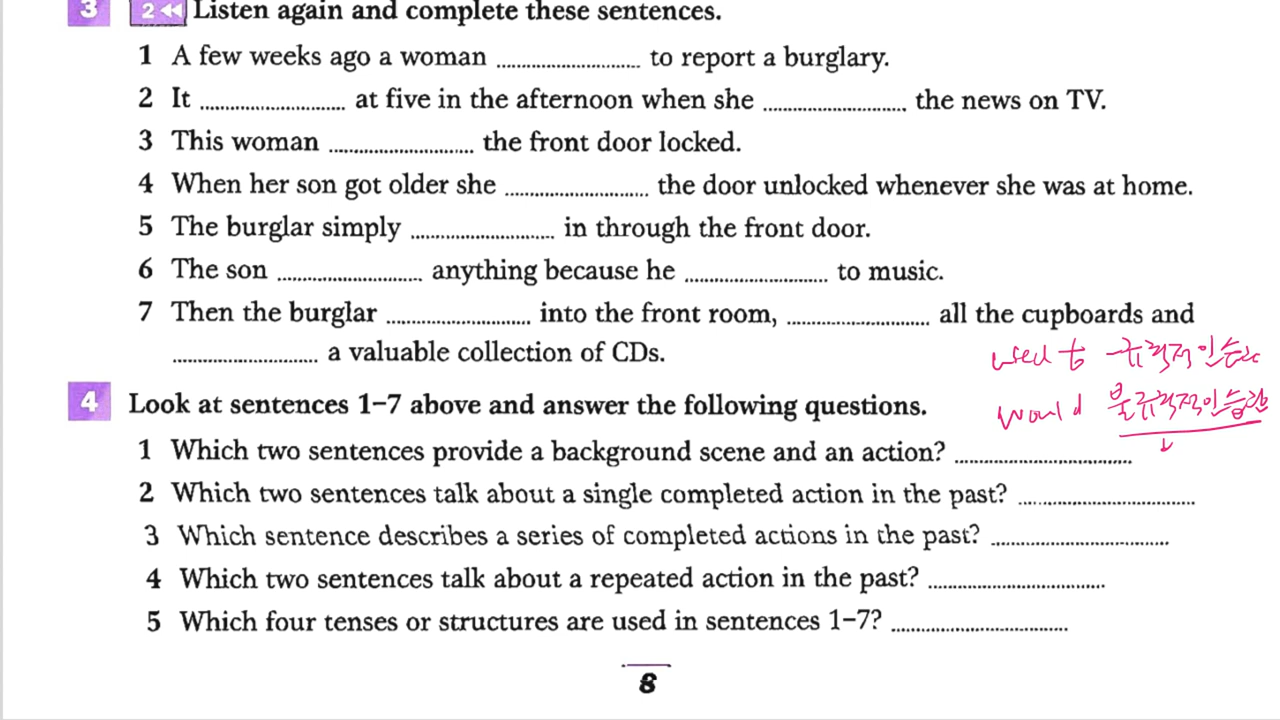 3 2 Listen again and complete these sentences.
1 A few weeks ago a woman ............................ to report a burglary.
2 It ............................ at five in the afternoon when she ............................ the news on TV.
3 This woman ............................ the front door locked.
4 When her son got older she ............................ the door unlocked whenever she was at home.
5 The burglar simply ............................ in through the front door.
6 The son ............................ anything because he ............................ to music.
7 Then the burglar ............................ into the front room, ............................ all the cupboards and
............................ a valuable collection of CDs.
used to 규칙적인 습관
4 Look at sentences 1–7 above and answer the following questions.
would 불규칙적인 습관
1 Which two sentences provide a background scene and an action? ...................................
2 Which two sentences talk about a single completed action in the past? ...................................
3 Which sentence describes a series of completed actions in the past? ...................................
4 Which two sentences talk about a repeated action in the past? ...................................
5 Which four tenses or structures are used in sentences 1–7? ...................................
8